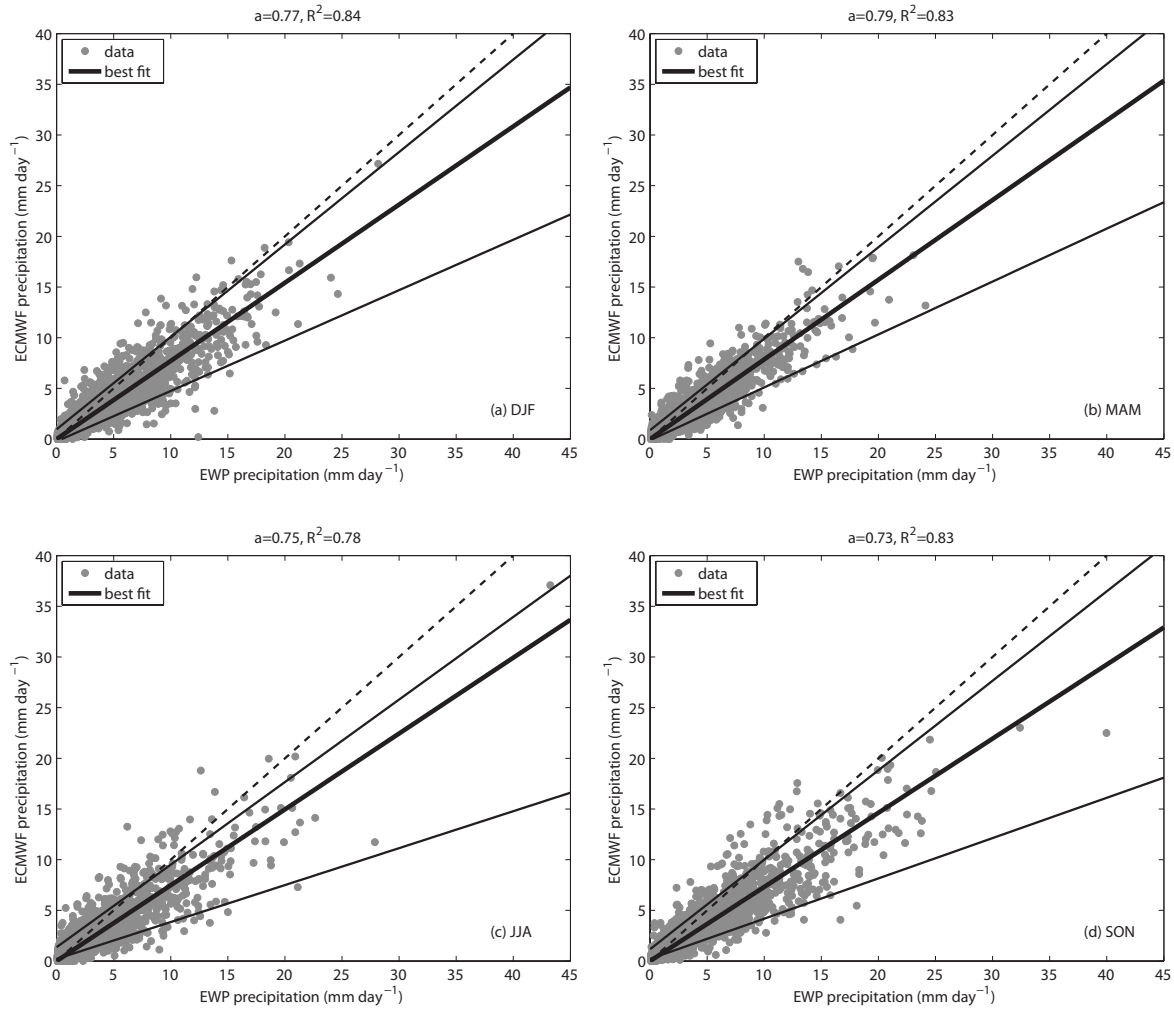 a=0.77, R²=0.84
40
35
30
25
20
15
10
5
0
ECMWF precipitation (mm day⁻¹)
data
best fit
(a) DJF
0 5 10 15 20 25 30 35 40 45
EWP precipitation (mm day⁻¹)
a=0.79, R²=0.83
40
35
30
25
20
15
10
5
0
ECMWF precipitation (mm day⁻¹)
data
best fit
(b) MAM
0 5 10 15 20 25 30 35 40 45
EWP precipitation (mm day⁻¹)
a=0.75, R²=0.78
40
35
30
25
20
15
10
5
0
ECMWF precipitation (mm day⁻¹)
data
best fit
(c) JJA
0 5 10 15 20 25 30 35 40 45
EWP precipitation (mm day⁻¹)
a=0.73, R²=0.83
40
35
30
25
20
15
10
5
0
ECMWF precipitation (mm day⁻¹)
data
best fit
(d) SON
0 5 10 15 20 25 30 35 40 45
EWP precipitation (mm day⁻¹)